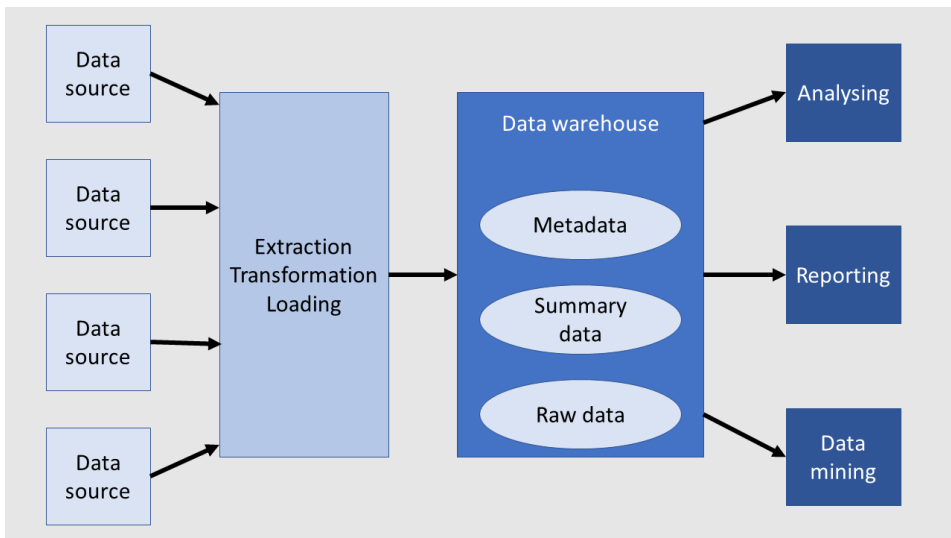 Data
source
Data
source
Data
source
Data
source
Extraction
Transformation
Loading
Data warehouse
Metadata
Summary
data
Raw data
Analysing
Reporting
Data
mining